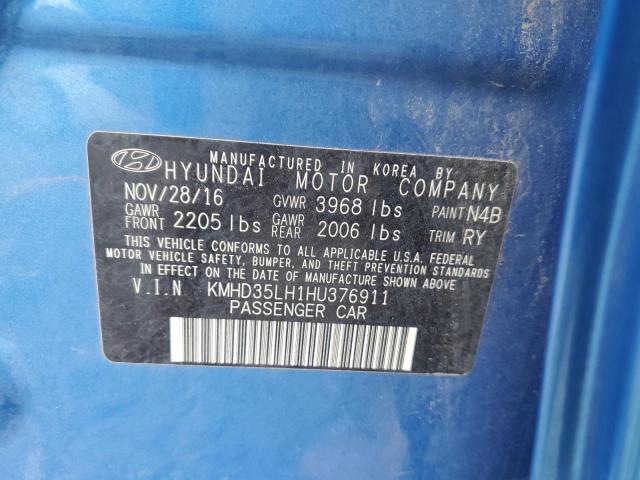 MANUFACTURED IN KOREA BY
HYUNDAI MOTOR COMPANY
NOV/28/16 GVWR 3968 lbs PAINT N4B
GAWR FRONT 2205 lbs GAWR REAR 2006 lbs TRIM RY
THIS VEHICLE CONFORMS TO ALL APPLICABLE U.S.A. FEDERAL
MOTOR VEHICLE SAFETY, BUMPER, AND THEFT PREVENTION STANDARDS
IN EFFECT ON THE DATE OF MANUFACTURE SHOWN ABOVE.
V.I.N KMHD35LH1HU376911
PASSENGER CAR